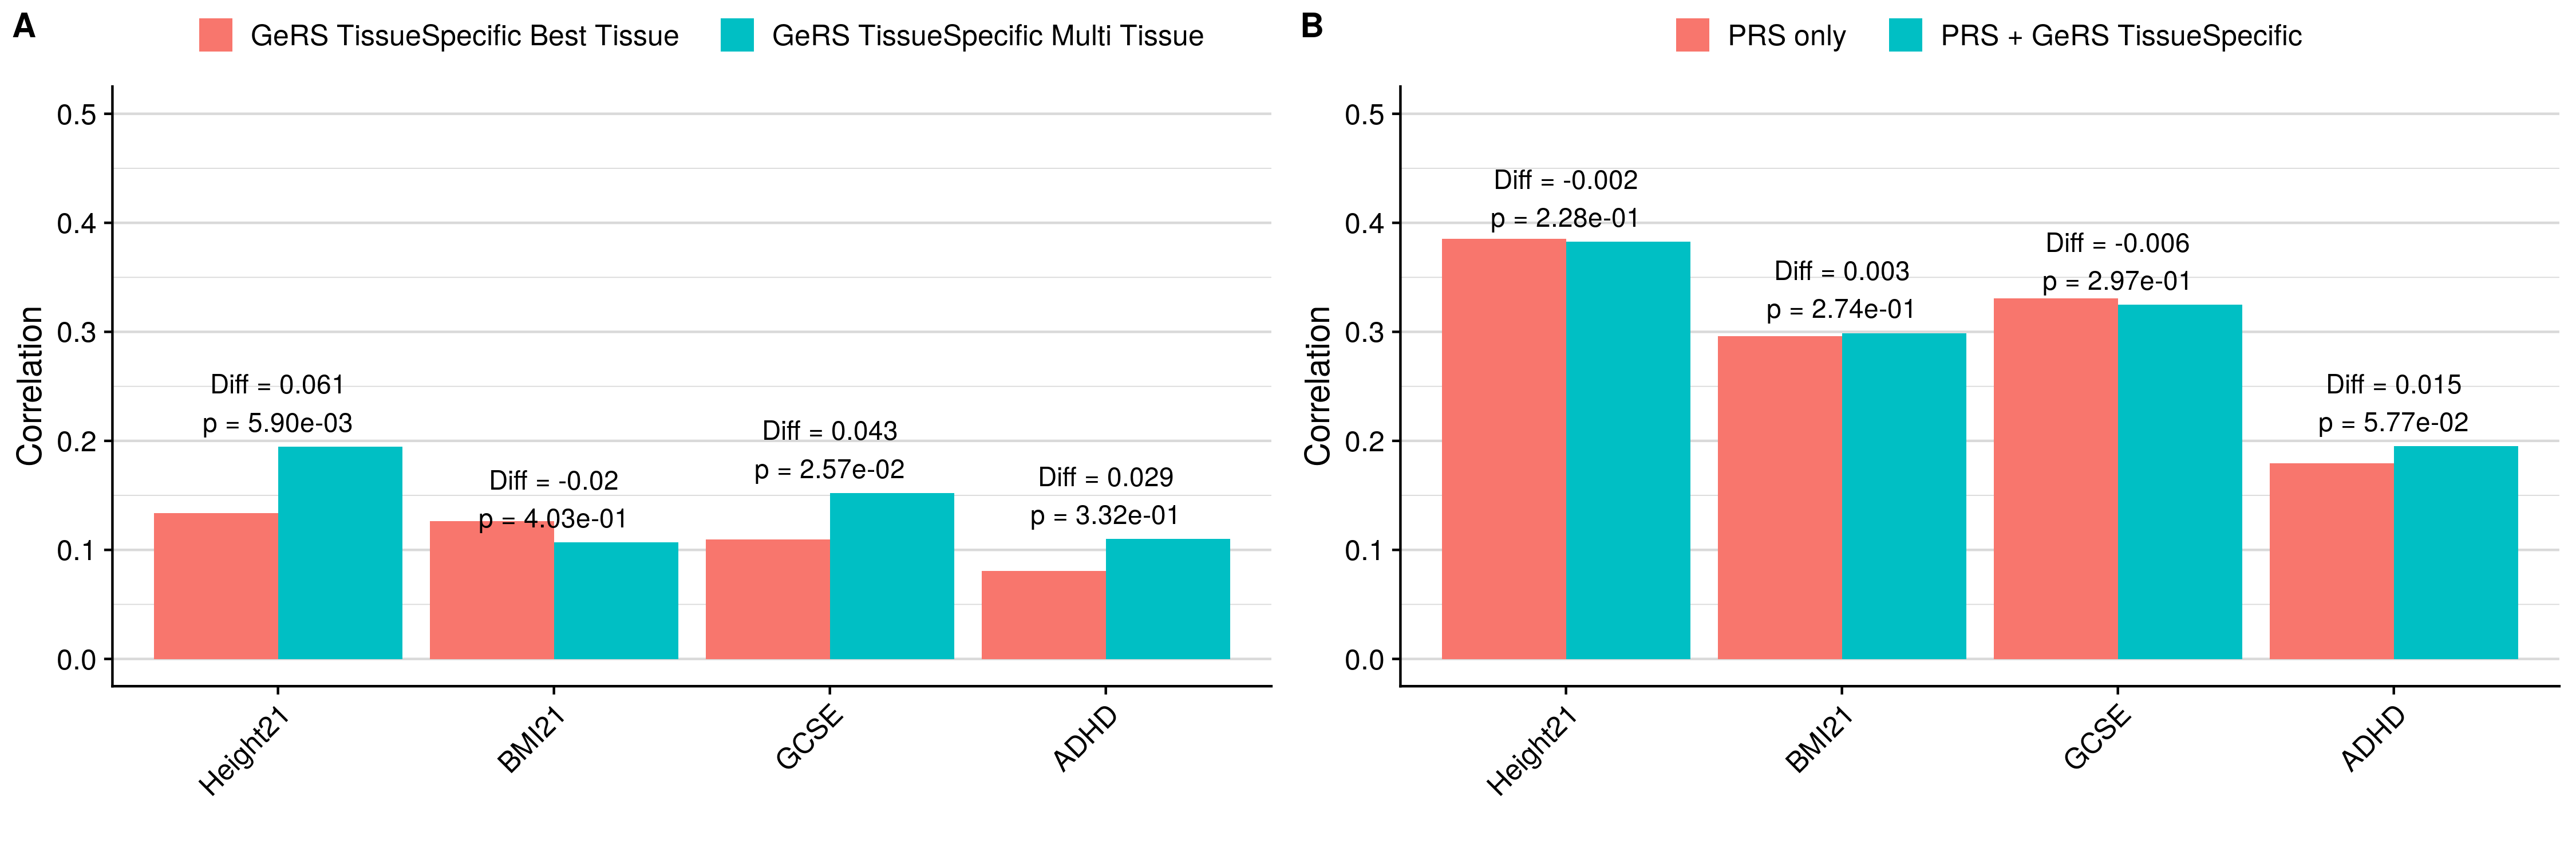 A
GeRS TissueSpecific Best Tissue
GeRS TissueSpecific Multi Tissue
Correlation
0.5
0.4
0.3
0.2
0.1
0.0
Diff = 0.061
p = 5.90e-03
Diff = -0.02
p = 4.03e-01
Diff = 0.043
p = 2.57e-02
Diff = 0.029
p = 3.32e-01
Height21
BMI21
GCSE
ADHD
B
PRS only
PRS + GeRS TissueSpecific
Correlation
0.5
0.4
0.3
0.2
0.1
0.0
Diff = -0.002
p = 2.28e-01
Diff = 0.003
p = 2.74e-01
Diff = -0.006
p = 2.97e-01
Diff = 0.015
p = 5.77e-02
Height21
BMI21
GCSE
ADHD